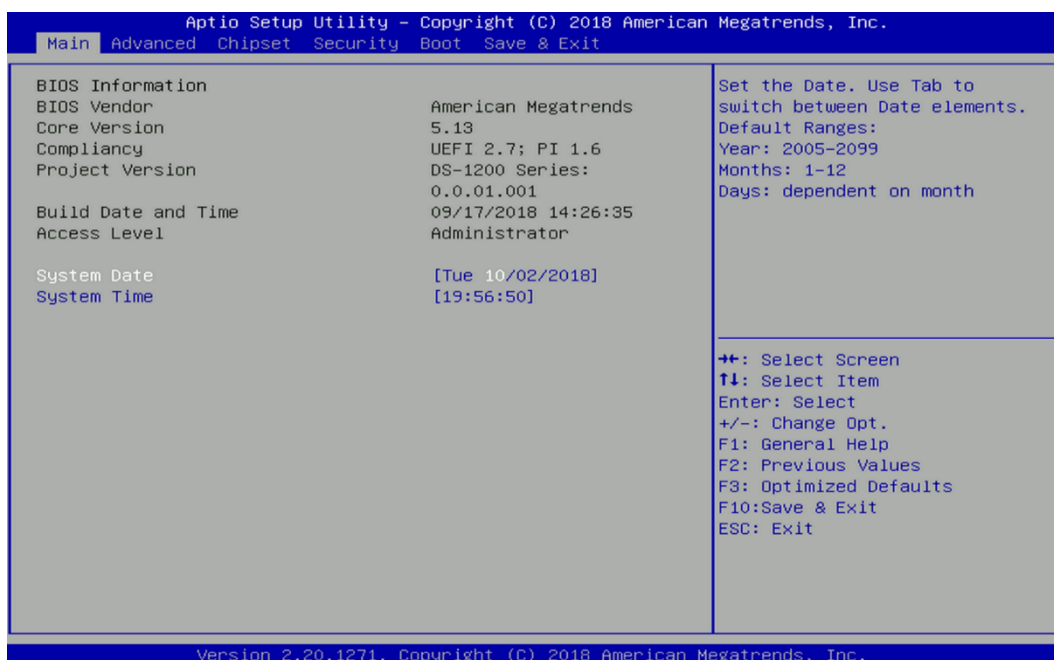 Aptio Setup Utility – Copyright (C) 2018 American Megatrends, Inc.
Main Advanced Chipset Security Boot Save & Exit
BIOS Information
BIOS Vendor American Megatrends
Core Version 5.13
Compliancy UEFI 2.7; PI 1.6
Project Version DS-1200 Series:
0.0.01.001
Build Date and Time 09/17/2018 14:26:35
Access Level Administrator
System Date [Tue 10/02/2018]
System Time [19:56:50]
Set the Date. Use Tab to
switch between Date elements.
Default Ranges:
Year: 2005-2099
Months: 1-12
Days: dependent on month
→←: Select Screen
↑↓: Select Item
Enter: Select
+/-: Change Opt.
F1: General Help
F2: Previous Values
F3: Optimized Defaults
F10:Save & Exit
ESC: Exit
Version 2.20.1271. Copyright (C) 2018 American Megatrends, Inc.